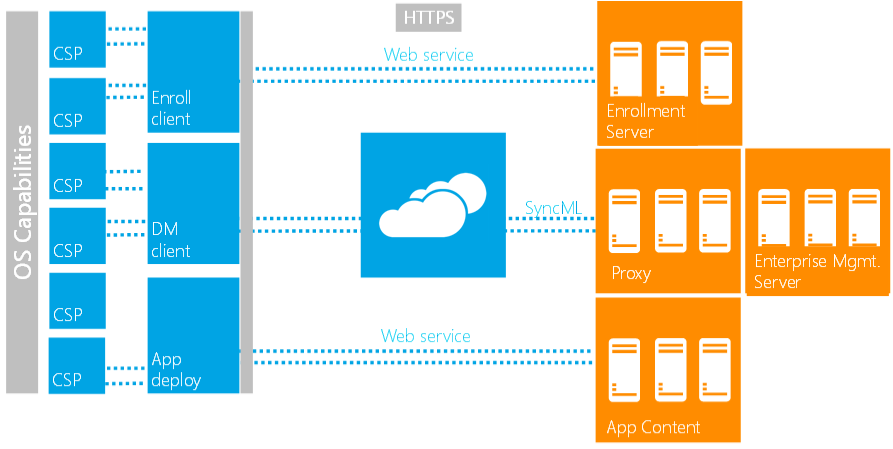 HTTPS
OS Capabilities
CSP
CSP
CSP
CSP
CSP
CSP
Enroll
client
DM
client
App
deploy
Web service
SyncML
Web service
Enrollment
Server
Proxy
Enterprise Mgmt.
Server
App Content